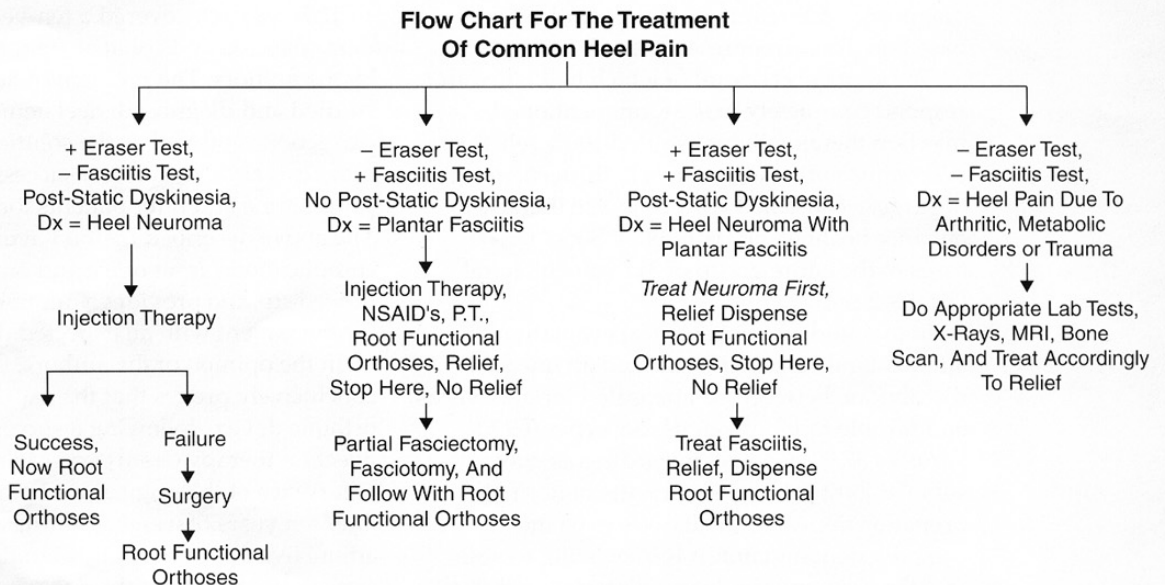 Flow Chart For The Treatment
Of Common Heel Pain
+ Eraser Test,
– Fasciitis Test,
Post-Static Dyskinesia,
Dx = Heel Neuroma
Injection Therapy
Success,
Now Root
Functional
Orthoses
Failure
Surgery
Root Functional
Orthoses
– Eraser Test,
+ Fasciitis Test,
No Post-Static Dyskinesia,
Dx = Plantar Fasciitis
Injection Therapy,
NSAID's, P.T.,
Root Functional
Orthoses, Relief,
Stop Here, No Relief
Partial Fasciectomy,
Fasciotomy, And
Follow With Root
Functional Orthoses
+ Eraser Test,
+ Fasciitis Test,
Post-Static Dyskinesia,
Dx = Heel Neuroma With
Plantar Fasciitis
Treat Neuroma First,
Relief Dispense
Root Functional
Orthoses, Stop Here,
No Relief
Treat Fasciitis,
Relief, Dispense
Root Functional
Orthoses
– Eraser Test,
– Fasciitis Test,
Dx = Heel Pain Due To
Arthritic, Metabolic
Disorders or Trauma
Do Appropriate Lab Tests,
X-Rays, MRI, Bone
Scan, And Treat Accordingly
To Relief